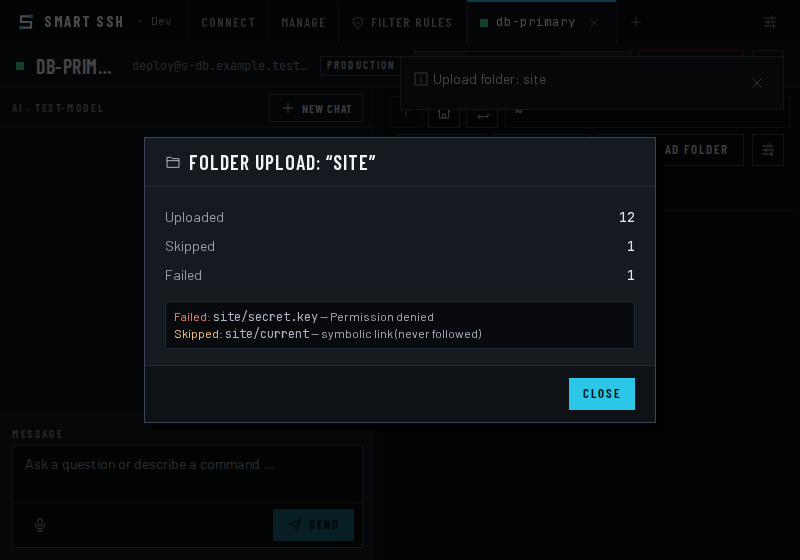 SMART SSH · Dev
CONNECT
MANAGE
FILTER RULES
db-primary
DB-PRIM…
deploy@s-db.example.test…
PRODUCTION
Upload folder: site
AI · TEST-MODEL
NEW CHAT
AD FOLDER
FOLDER UPLOAD: “SITE”
Uploaded 12
Skipped 1
Failed 1
Failed: site/secret.key — Permission denied
Skipped: site/current — symbolic link (never followed)
CLOSE
MESSAGE
Ask a question or describe a command …
SEND